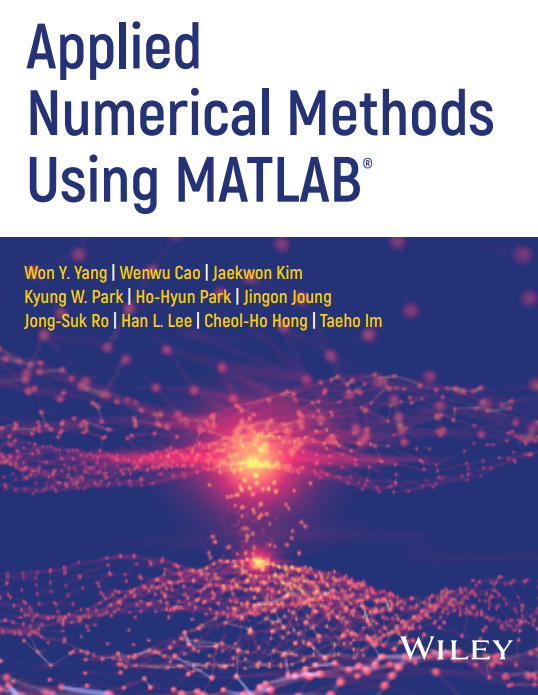 Applied
Numerical Methods
Using MATLAB®
Won Y. Yang | Wenwu Cao | Jaekwon Kim
Kyung W. Park | Ho-Hyun Park | Jingon Joung
Jong-Suk Ro | Han L. Lee | Cheol-Ho Hong | Taeho Im
WILEY